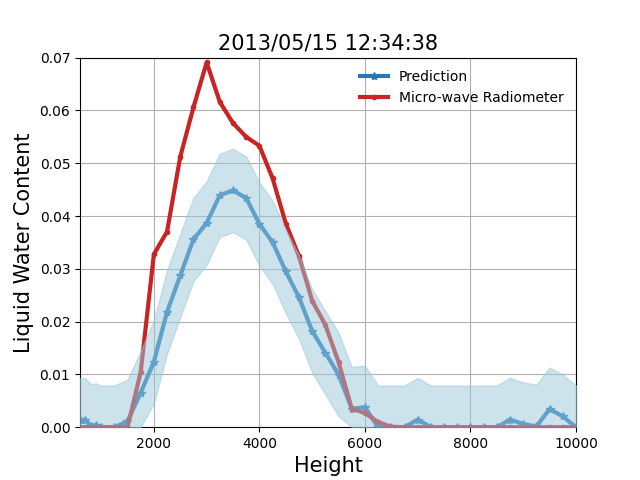 2013/05/15 12:34:38
Prediction
Micro-wave Radiometer
Liquid Water Content
0.07
0.06
0.05
0.04
0.03
0.02
0.01
0.00
2000 4000 6000 8000 10000
Height